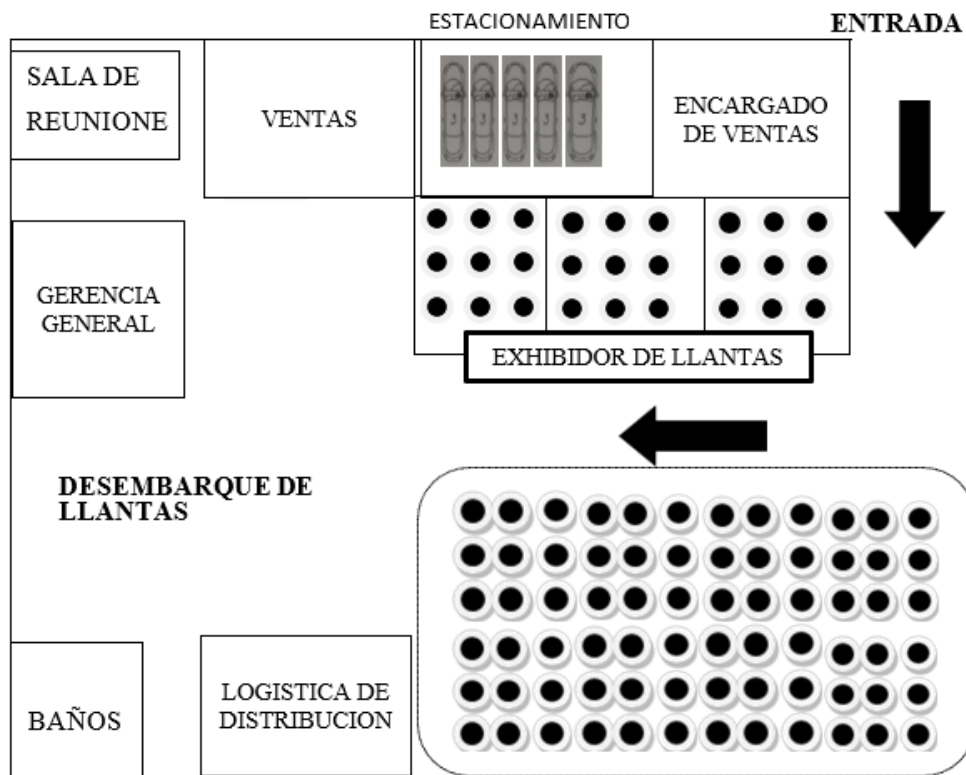 ESTACIONAMIENTO
ENTRADA
SALA DE
REUNIONE
VENTAS
ENCARGADO
DE VENTAS
GERENCIA
GENERAL
EXHIBIDOR DE LLANTAS
DESEMBARQUE DE
LLANTAS
BAÑOS
LOGISTICA DE
DISTRIBUCION